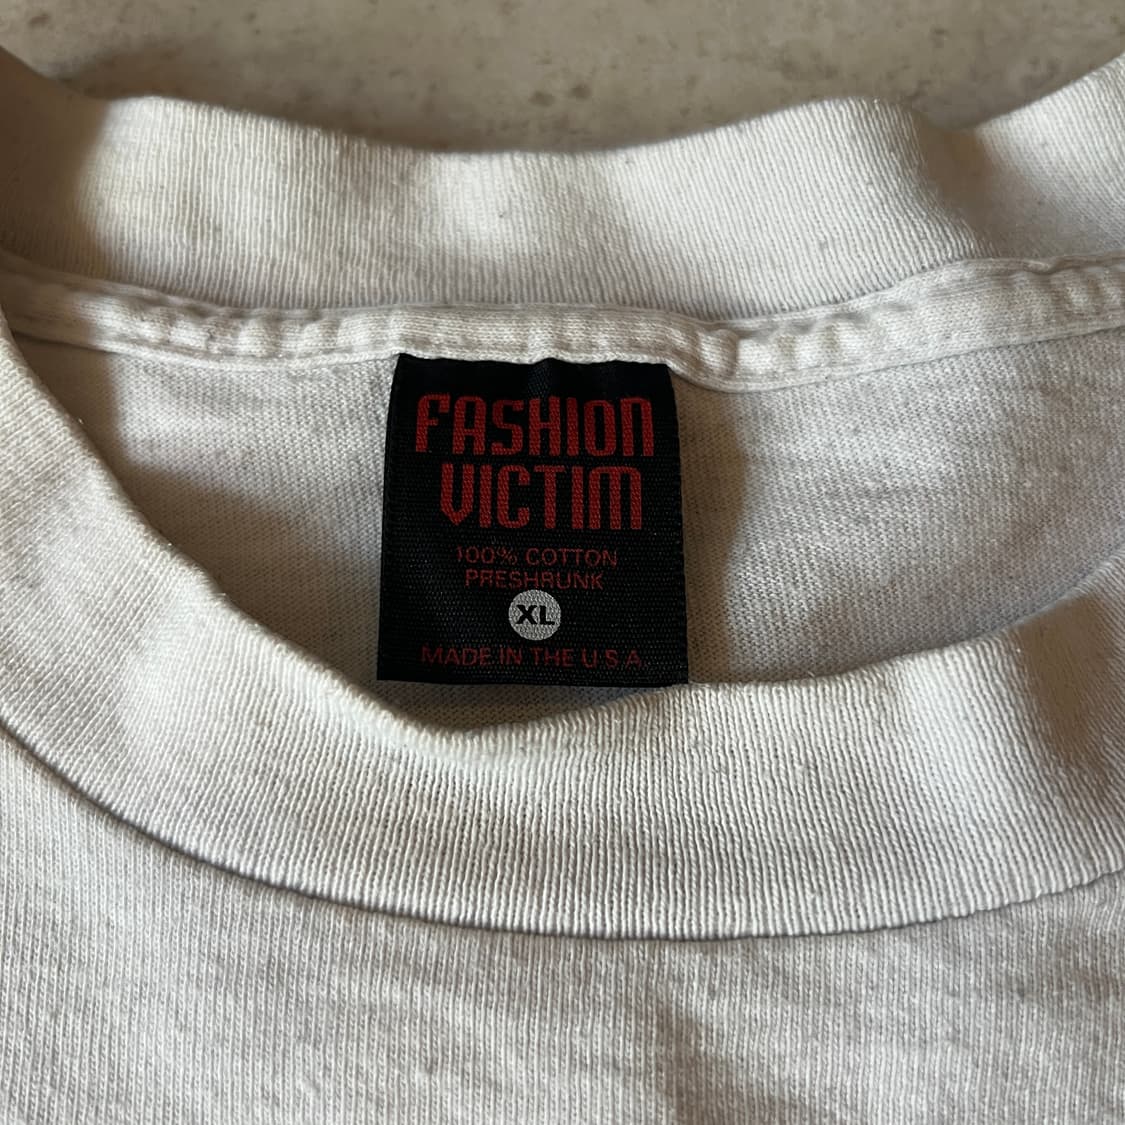 FASHION
VICTIM
100% COTTON
PRESHRUNK
XL
MADE IN THE U.S.A.